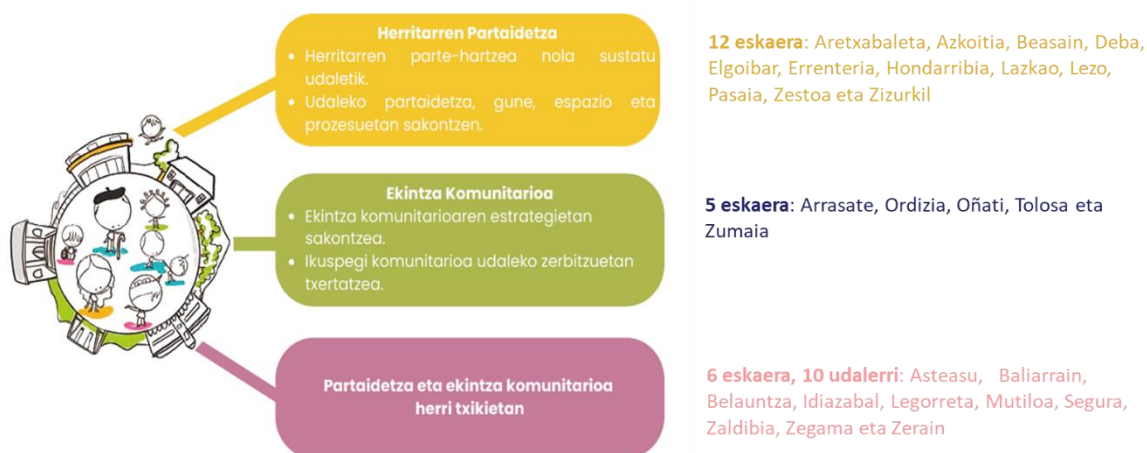 Herritarren Partaidetza
• Herritarren parte-hartzea nola sustatu
udaletik.
• Udaleko partaidetza, gune, espazio eta
prozesuetan sakontzen.
12 eskaera: Aretxabaleta, Azkoitia, Beasain, Deba,
Elgoibar, Errenteria, Hondarribia, Lazkao, Lezo,
Pasaia, Zestoa eta Zizurkil
Ekintza Komunitarioa
• Ekintza komunitarioaren estrategietan
sakontzea.
• Ikuspegi komunitarioa udaleko zerbitzuetan
txertatzea.
5 eskaera: Arrasate, Ordizia, Oñati, Tolosa eta
Zumaia
Partaidetza eta ekintza komunitarioa
herri txikietan
6 eskaera, 10 udalerri: Asteasu, Baliarrain,
Belauntza, Idiazabal, Legorreta, Mutiloa, Segura,
Zaldibia, Zegama eta Zerain